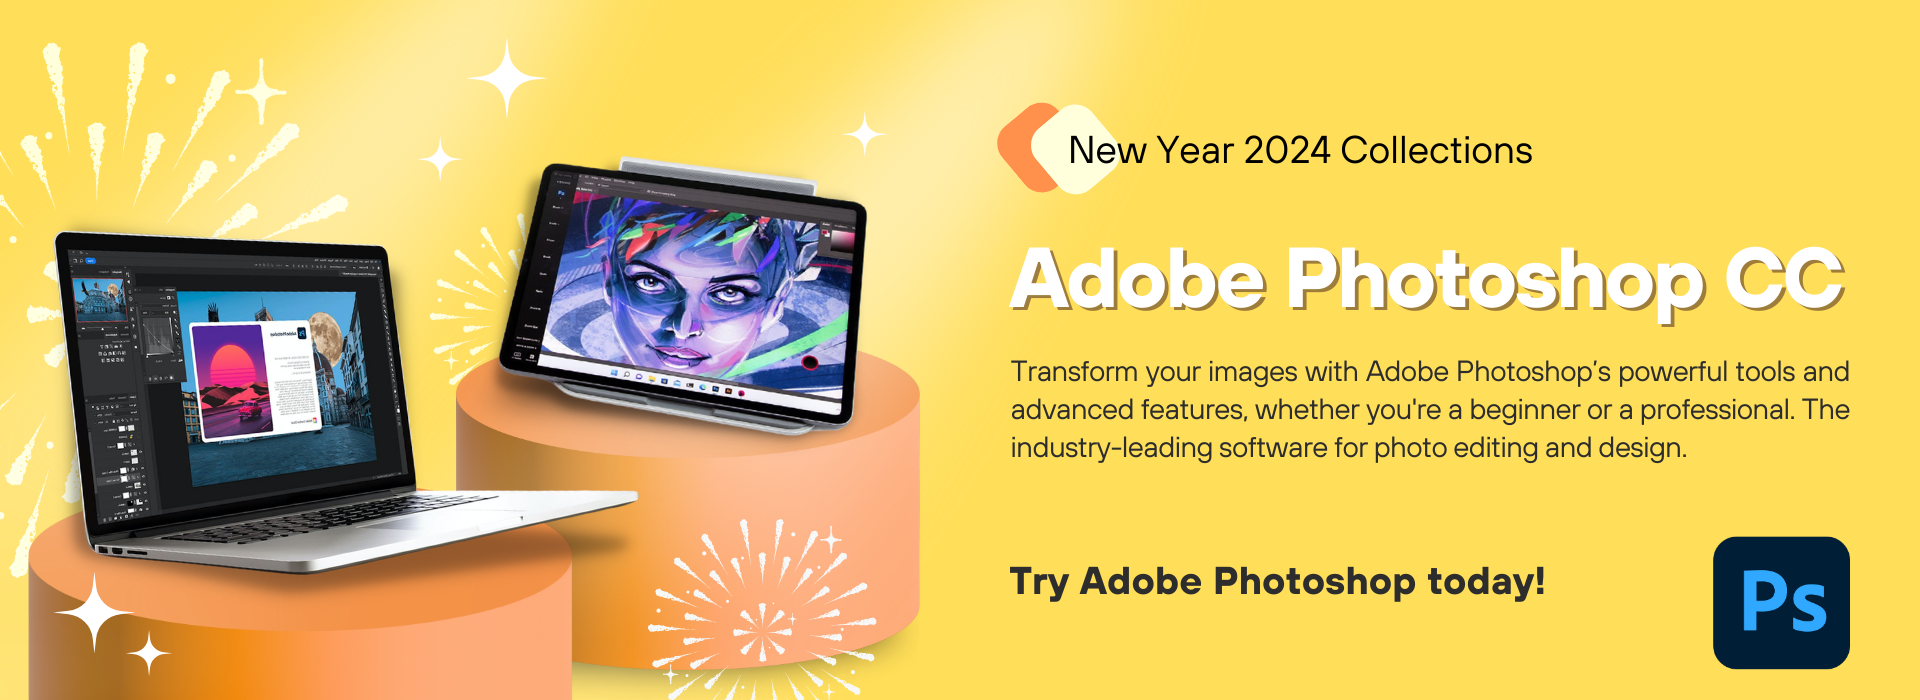 New Year 2024 Collections
Adobe Photoshop CC
Transform your images with Adobe Photoshop’s powerful tools and
advanced features, whether you're a beginner or a professional. The
industry-leading software for photo editing and design.
Try Adobe Photoshop today!
Ps